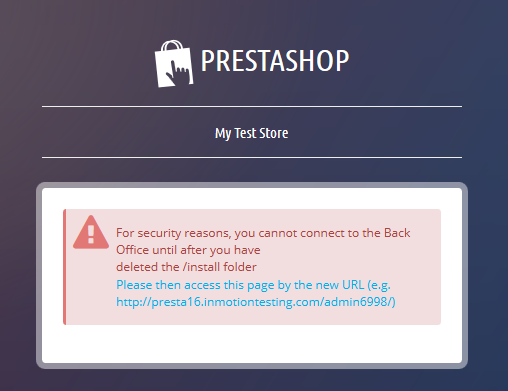 PRESTASHOP
My Test Store
For security reasons, you cannot connect to the Back
Office until after you have
deleted the /install folder
Please then access this page by the new URL (e.g.
http://presta16.inmotiontesting.com/admin6998/)